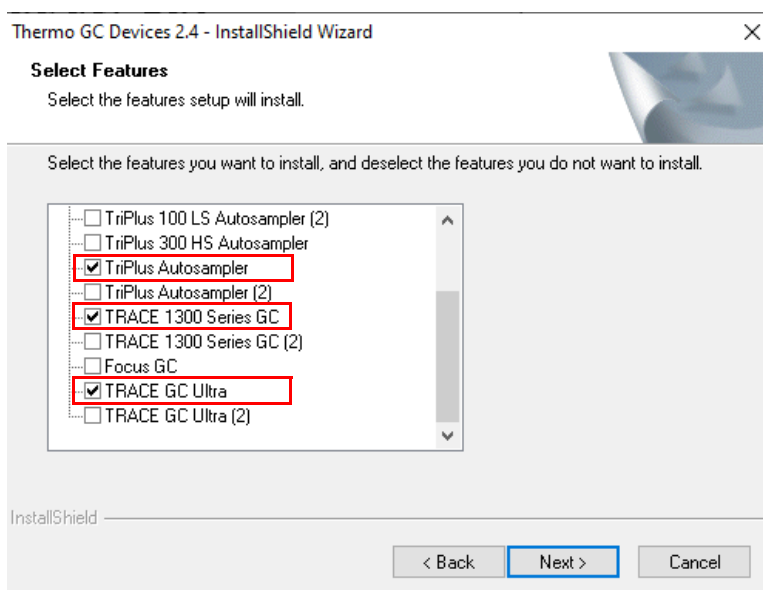 Thermo GC Devices 2.4 - InstallShield Wizard
Select Features
Select the features setup will install.
Select the features you want to install, and deselect the features you do not want to install.
TriPlus 100 LS Autosampler (2)
TriPlus 300 HS Autosampler
TriPlus Autosampler
TriPlus Autosampler (2)
TRACE 1300 Series GC
TRACE 1300 Series GC (2)
Focus GC
TRACE GC Ultra
TRACE GC Ultra (2)
InstallShield
< Back Next > Cancel